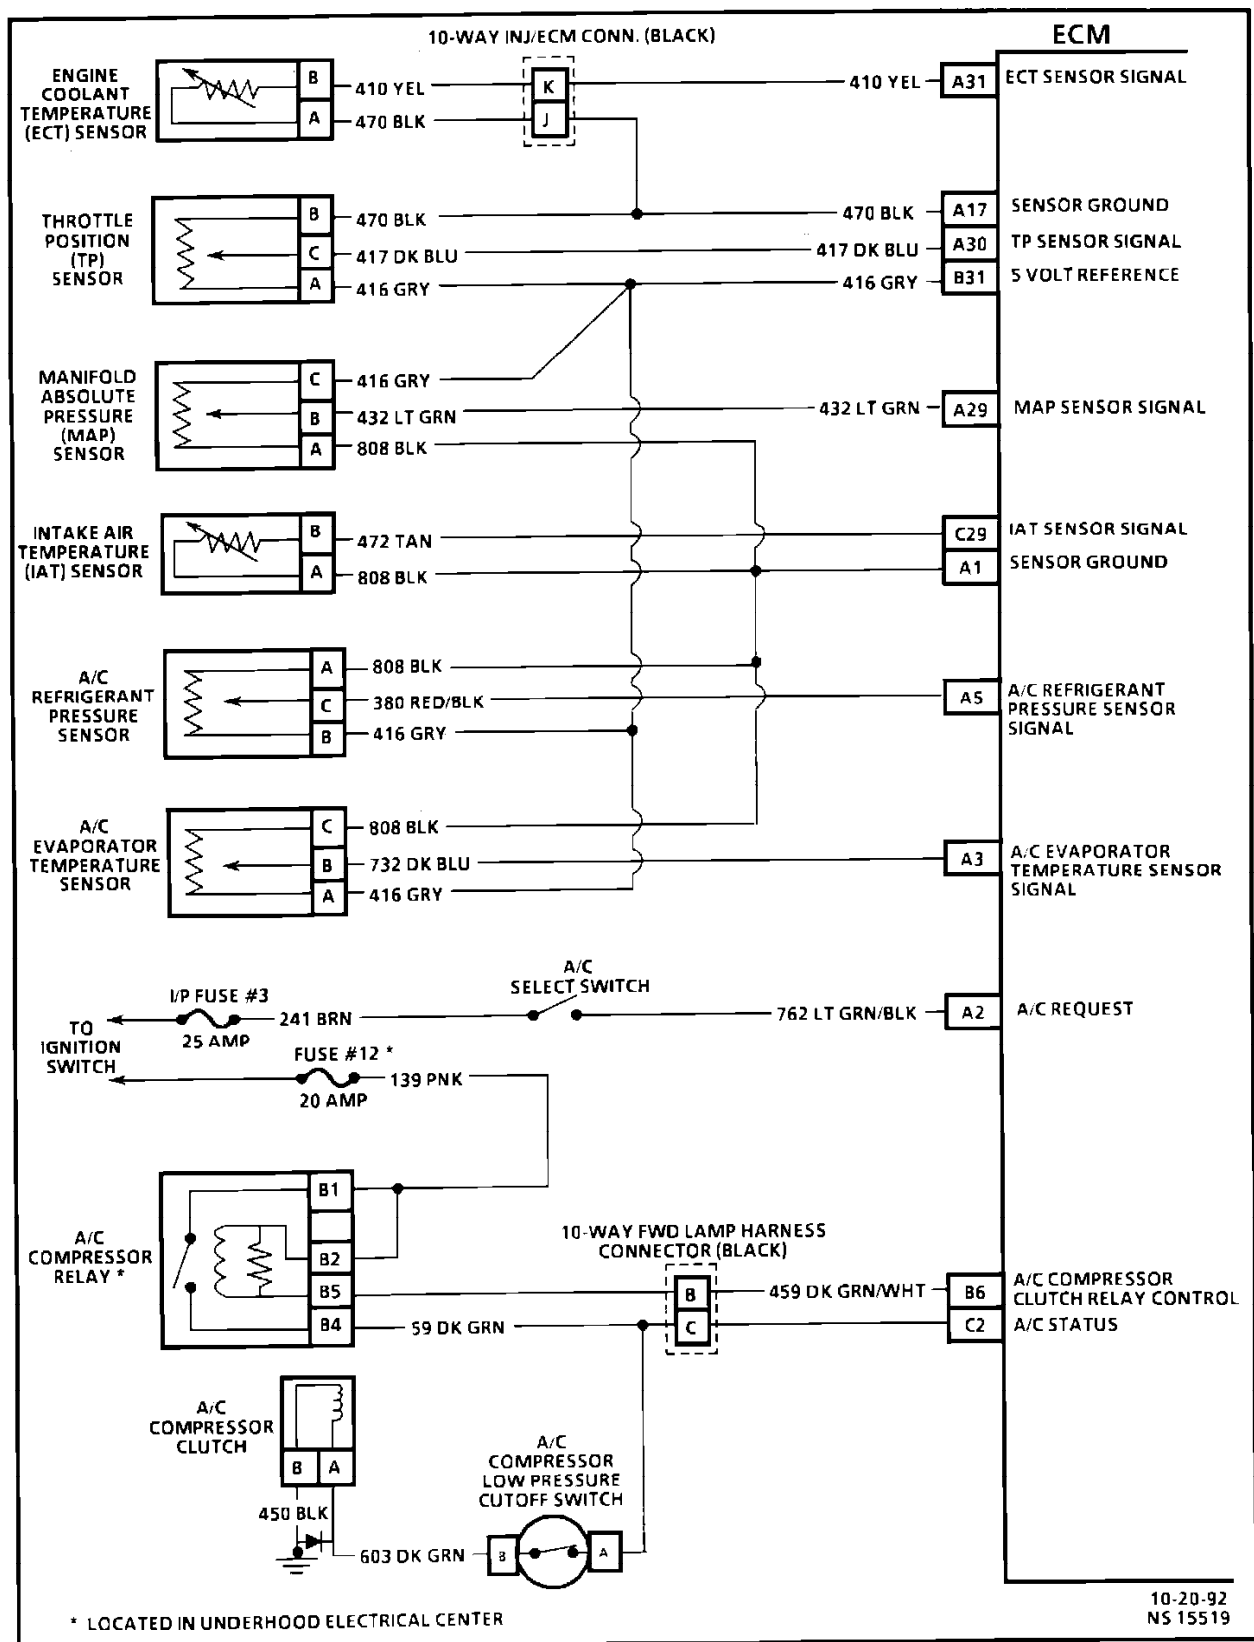 10-WAY INJ/ECM CONN. (BLACK)
ECM
ENGINE
COOLANT
TEMPERATURE
(ECT) SENSOR
B
410 YEL
K
410 YEL
A31
ECT SENSOR SIGNAL
A
470 BLK
J
THROTTLE
POSITION
(TP)
SENSOR
B
470 BLK
470 BLK
A17
SENSOR GROUND
C
417 DK BLU
417 DK BLU
A30
TP SENSOR SIGNAL
A
416 GRY
416 GRY
B31
5 VOLT REFERENCE
MANIFOLD
ABSOLUTE
PRESSURE
(MAP)
SENSOR
C
416 GRY
B
432 LT GRN
432 LT GRN
A29
MAP SENSOR SIGNAL
A
808 BLK
INTAKE AIR
TEMPERATURE
(IAT) SENSOR
B
472 TAN
C29
IAT SENSOR SIGNAL
A
808 BLK
A1
SENSOR GROUND
A/C
REFRIGERANT
PRESSURE
SENSOR
A
808 BLK
C
380 RED/BLK
A5
A/C REFRIGERANT
PRESSURE SENSOR
SIGNAL
B
416 GRY
A/C
EVAPORATOR
TEMPERATURE
SENSOR
C
808 BLK
B
732 DK BLU
A3
A/C EVAPORATOR
TEMPERATURE SENSOR
SIGNAL
A
416 GRY
TO
IGNITION
SWITCH
I/P FUSE #3
25 AMP
241 BRN
A/C
SELECT SWITCH
762 LT GRN/BLK
A2
A/C REQUEST
FUSE #12 *
20 AMP
139 PNK
A/C
COMPRESSOR
RELAY *
B1
B2
B5
B4
10-WAY FWD LAMP HARNESS
CONNECTOR (BLACK)
B
459 DK GRN/WHT
B6
A/C COMPRESSOR
CLUTCH RELAY CONTROL
59 DK GRN
C
C2
A/C STATUS
A/C
COMPRESSOR
CLUTCH
B
A
450 BLK
603 DK GRN
A/C
COMPRESSOR
LOW PRESSURE
CUTOFF SWITCH
B
A
* LOCATED IN UNDERHOOD ELECTRICAL CENTER
10-20-92
NS 15519